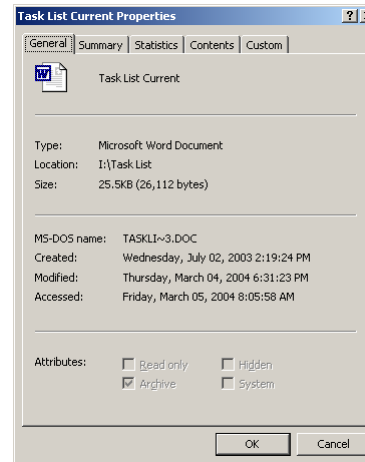 Task List Current Properties
General Summary Statistics Contents Custom
Task List Current
Type: Microsoft Word Document
Location: I:\Task List
Size: 25.5KB (26,112 bytes)
MS-DOS name: TASKLI~3.DOC
Created: Wednesday, July 02, 2003 2:19:24 PM
Modified: Thursday, March 04, 2004 6:31:23 PM
Accessed: Friday, March 05, 2004 8:05:58 AM
Attributes: Read only Hidden
Archive System
OK Cancel